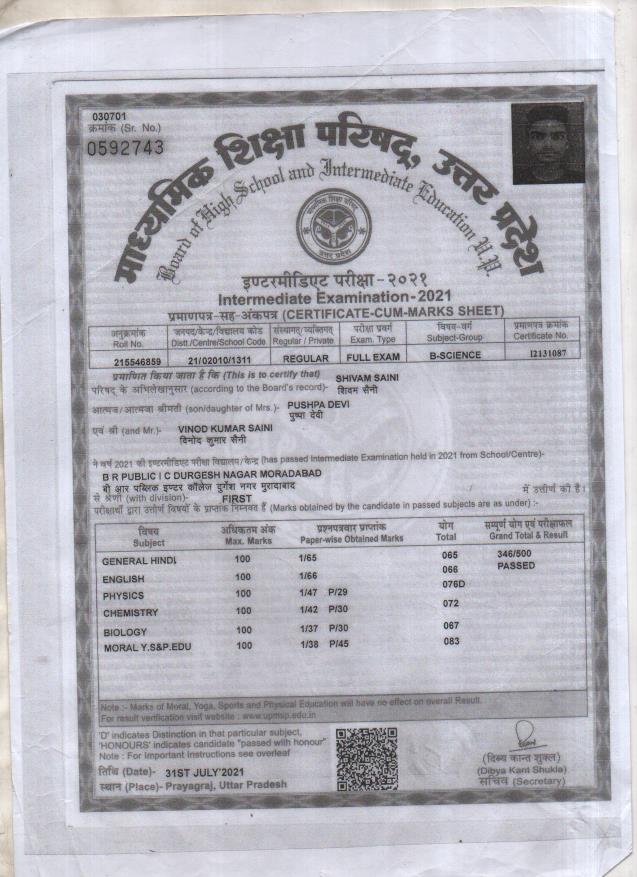 030701
क्रमांक (Sr. No.)
0592743
माध्यमिक शिक्षा परिषद्, उत्तर प्रदेश
Board of High School and Intermediate Education U.P.
इण्टरमीडिएट परीक्षा-२०२१
Intermediate Examination-2021
प्रमाणपत्र-सह-अंकपत्र (CERTIFICATE-CUM-MARKS SHEET)
अनुक्रमांक जनपद/केन्द्र/विद्यालय कोड संस्थागत/व्यक्तिगत परीक्षा प्रवर्ग विषय-वर्ग प्रमाणपत्र क्रमांक
Roll No. Distt./Centre/School Code Regular / Private Exam. Type Subject-Group Certificate No.
215546859 21/02010/1311 REGULAR FULL EXAM B-SCIENCE 12131087
प्रमाणित किया जाता है कि (This is to certify that) SHIVAM SAINI
परिषद् के अभिलेखानुसार (according to the Board's record)- शिवम सैनी
आत्मज/आत्मजा श्रीमती (son/daughter of Mrs.)- PUSHPA DEVI
पुष्पा देवी
एवं श्री (and Mr.)- VINOD KUMAR SAINI
विनोद कुमार सैनी
ने वर्ष 2021 की इण्टरमीडिएट परीक्षा विद्यालय/केन्द्र (has passed Intermediate Examination held in 2021 from School/Centre)-
B R PUBLIC I C DURGESH NAGAR MORADABAD
बी आर पब्लिक इण्टर कॉलेज दुर्गेश नगर मुरादाबाद
से श्रेणी (with division)- FIRST में उत्तीर्ण की है।
परीक्षार्थी द्वारा उत्तीर्ण विषयों के प्राप्तांक निम्नवत हैं (Marks obtained by the candidate in passed subjects are as under) :-
विषय अधिकतम अंक प्रश्नपत्रवार प्राप्तांक योग सम्पूर्ण योग एवं परीक्षाफल
Subject Max. Marks Paper-wise Obtained Marks Total Grand Total & Result
GENERAL HINDI 100 1/65 065 346/500
ENGLISH 100 1/66 066 PASSED
PHYSICS 100 1/47 P/29 076D
CHEMISTRY 100 1/42 P/30 072
BIOLOGY 100 1/37 P/30 067
MORAL Y.S&P.EDU 100 1/38 P/45 083
Note :- Marks of Moral, Yoga, Sports and Physical Education will have no effect on overall Result.
For result verification visit website : www.upmsp.edu.in
'D' indicates Distinction in that particular subject,
'HONOURS' indicates candidate "passed with honour"
Note : For Important Instructions see overleaf
तिथि (Date)- 31ST JULY'2021
स्थान (Place)- Prayagraj, Uttar Pradesh
(दिब्य कान्त शुक्ल)
(Dibya Kant Shukla)
सचिव (Secretary)